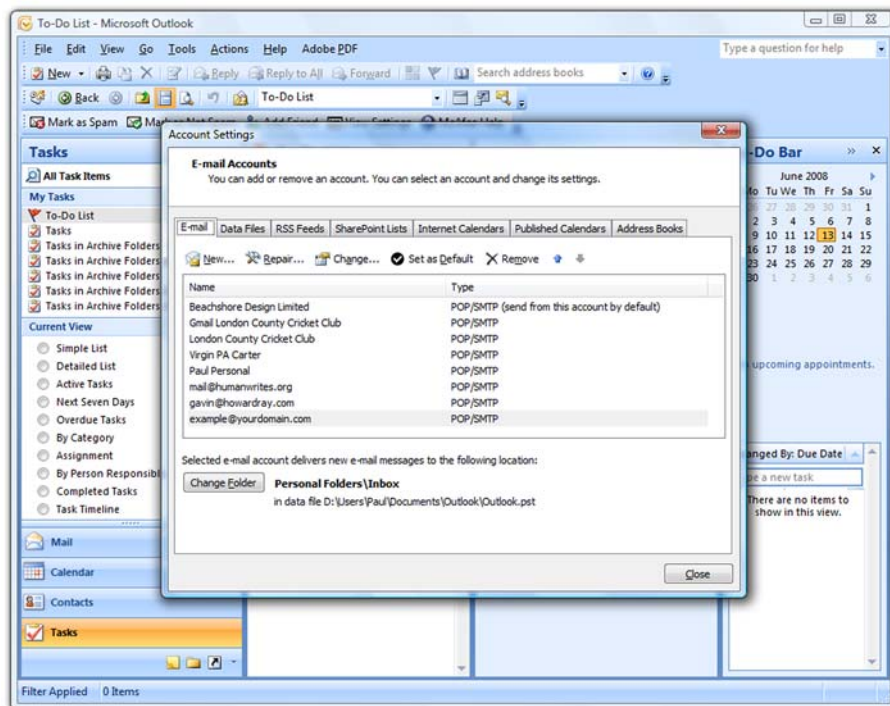 To-Do List - Microsoft Outlook
File Edit View Go Tools Actions Help Adobe PDF
Type a question for help
New Reply Reply to All Forward Search address books
Back To-Do List
Mark as Spam
Account Settings
Tasks
All Task Items
My Tasks
To-Do List
Tasks
Tasks in Archive Folders
Tasks in Archive Folders
Tasks in Archive Folders
Tasks in Archive Folders
Tasks in Archive Folders
Current View
Simple List
Detailed List
Active Tasks
Next Seven Days
Overdue Tasks
By Category
Assignment
By Person Responsibl
Completed Tasks
Task Timeline
Mail
Calendar
Contacts
Tasks
Filter Applied 0 Items
E-mail Accounts
You can add or remove an account. You can select an account and change its settings.
E-mail Data Files RSS Feeds SharePoint Lists Internet Calendars Published Calendars Address Books
New... Repair... Change... Set as Default Remove
Name Type
Beachshore Design Limited POP/SMTP (send from this account by default)
Gmail London County Cricket Club POP/SMTP
London County Cricket Club POP/SMTP
Virgin PA Carter POP/SMTP
Paul Personal POP/SMTP
mail@humanwrites.org POP/SMTP
gavin@howardray.com POP/SMTP
example@yourdomain.com POP/SMTP
Selected e-mail account delivers new e-mail messages to the following location:
Change Folder Personal Folders\Inbox
in data file D:\Users\Paul\Documents\Outlook\Outlook.pst
Close
-Do Bar
June 2008
Mo Tu We Th Fr Sa Su
26 27 28 29 30 31 1
2 3 4 5 6 7 8
9 10 11 12 13 14 15
16 17 18 19 20 21 22
23 24 25 26 27 28 29
30 1 2 3 4 5 6
upcoming appointments.
anged By: Due Date
pe a new task
There are no items to
show in this view.